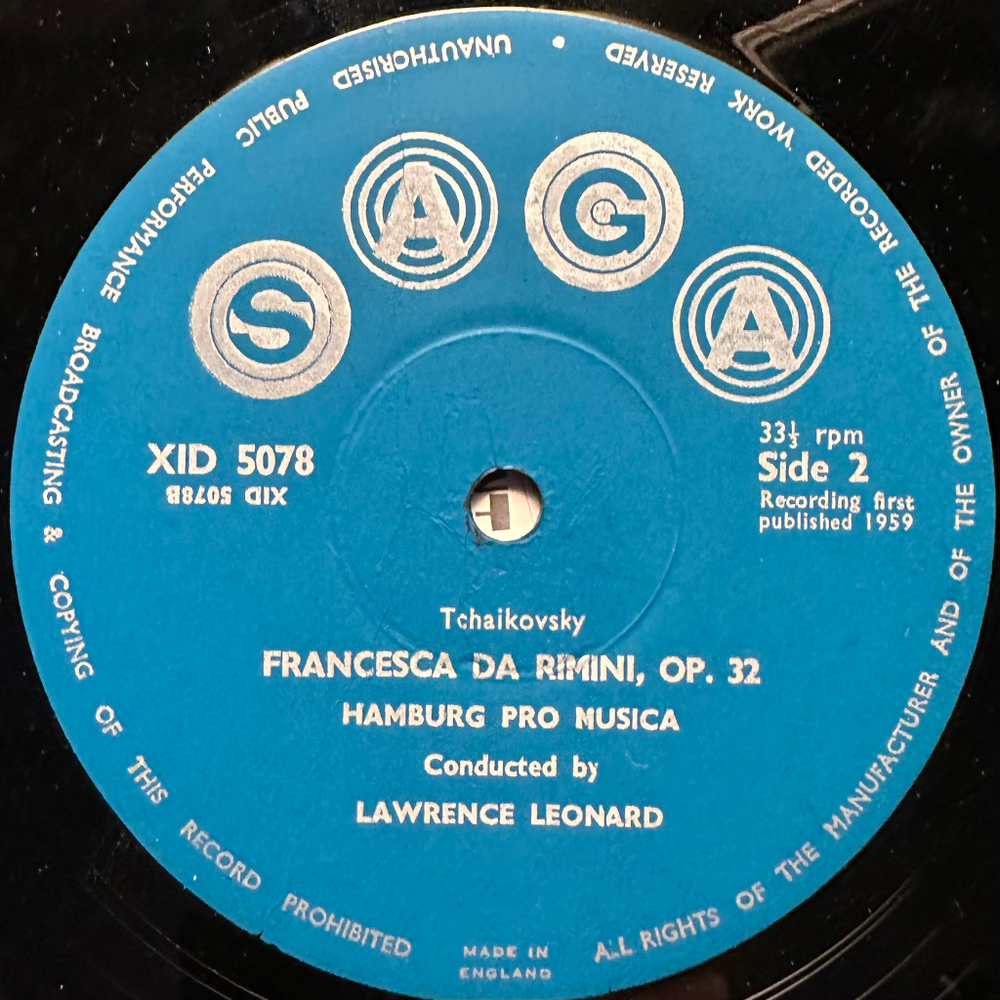 SAGA
XID 5078
XID 5078B
33⅓ rpm
Side 2
Recording first
published 1959
Tchaikovsky
FRANCESCA DA RIMINI, OP. 32
HAMBURG PRO MUSICA
Conducted by
LAWRENCE LEONARD
MADE IN
ENGLAND
ALL RIGHTS OF THE MANUFACTURER AND OF THE OWNER OF THE RECORDED WORK RESERVED • UNAUTHORISED PUBLIC PERFORMANCE BROADCASTING & COPYING OF THIS RECORD PROHIBITED